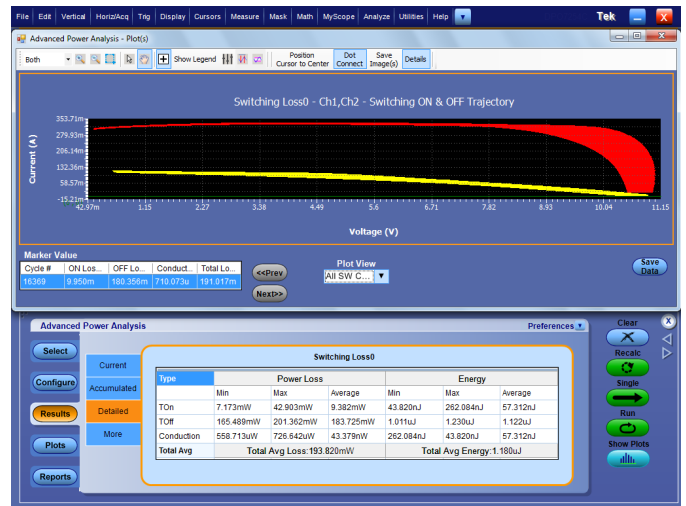 File Edit Vertical Horiz/Acq Trig Display Cursors Measure Mask Math MyScope Analyze Utilities Help Tek X
Advanced Power Analysis - Plot(s)
Both Show Legend Position Cursor to Center Dot Connect Save Image(s) Details
Switching Loss0 - Ch1,Ch2 - Switching ON & OFF Trajectory
353.71m
279.93m
206.14m
132.36m
58.57m
-15.21m
Current (A)
42.97m 1.15 2.27 3.38 4.49 5.6 6.71 7.82 8.93 10.04 11.15
Voltage (V)
Marker Value
Cycle # ON Los... OFF Lo... Conduct... Total Lo...
16369 9.950m 180.356m 710.073u 191.017m
<<Prev
Next>>
Plot View
All SW C...
Save Data
Advanced Power Analysis
Preferences
Clear
X
Select
Configure
Results
Plots
Reports
Current
Accumulated
Detailed
More
Switching Loss0
Type Power Loss Energy
Min Max Average Min Max Average
TOn 7.173mW 42.903mW 9.382mW 43.820nJ 262.084nJ 57.312nJ
TOff 165.489mW 201.362mW 183.725mW 1.011uJ 1.230uJ 1.122uJ
Conduction 558.713uW 726.642uW 43.379nW 262.084nJ 43.820nJ 57.312nJ
Total Avg Total Avg Loss:193.820mW Total Avg Energy:1.180uJ
Recalc
Single
Run
Show Plots